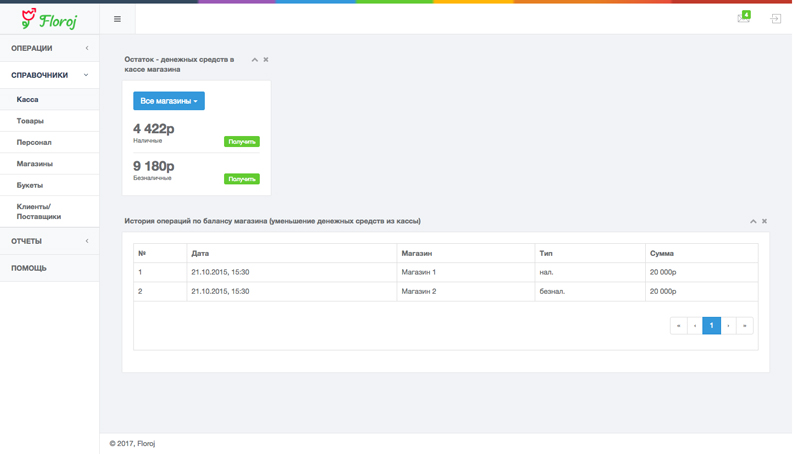 Floroj
4
ОПЕРАЦИИ
СПРАВОЧНИКИ
Касса
Товары
Персонал
Магазины
Букеты
Клиенты/
Поставщики
ОТЧЕТЫ
ПОМОЩЬ
Остаток - денежных средств в
кассе магазина
Все магазины
4 422р
Наличные
Получить
9 180р
Безналичные
Получить
История операций по балансу магазина (уменьшение денежных средств из кассы)
№ Дата Магазин Тип Сумма
1 21.10.2015, 15:30 Магазин 1 нал. 20 000р
2 21.10.2015, 15:30 Магазин 2 безнал. 20 000р
« ‹ 1 › »
© 2017, Floroj